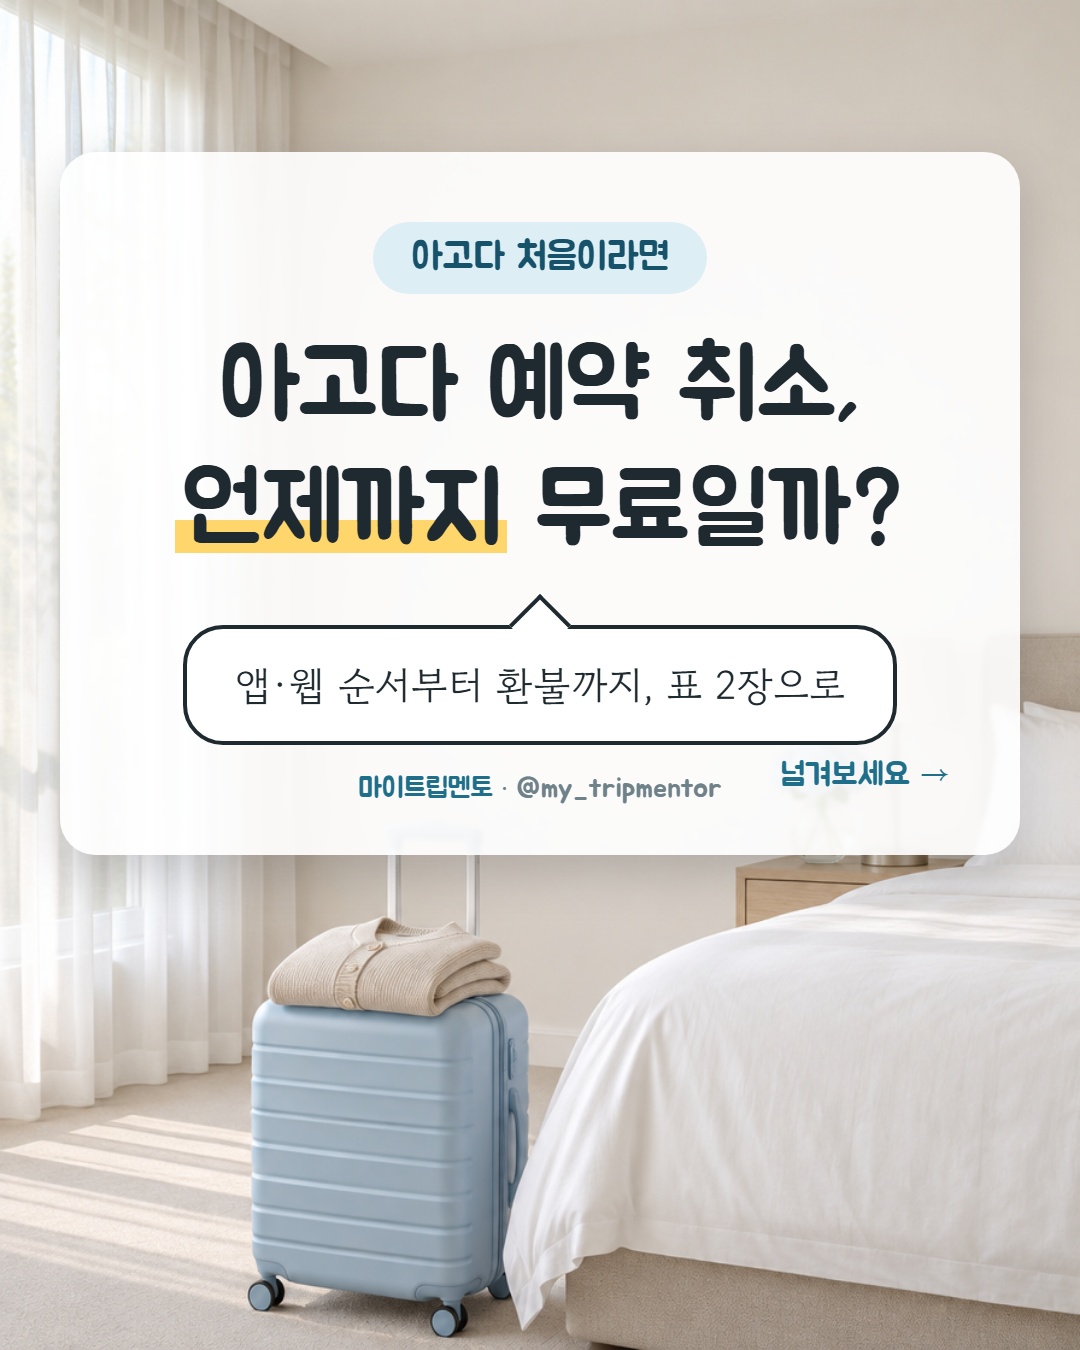 아고다 처음이라면
아고다 예약 취소,
언제까지 무료일까?
앱·웹 순서부터 환불까지, 표 2장으로
마이트립멘토 · @my_tripmentor
넘겨보세요 →